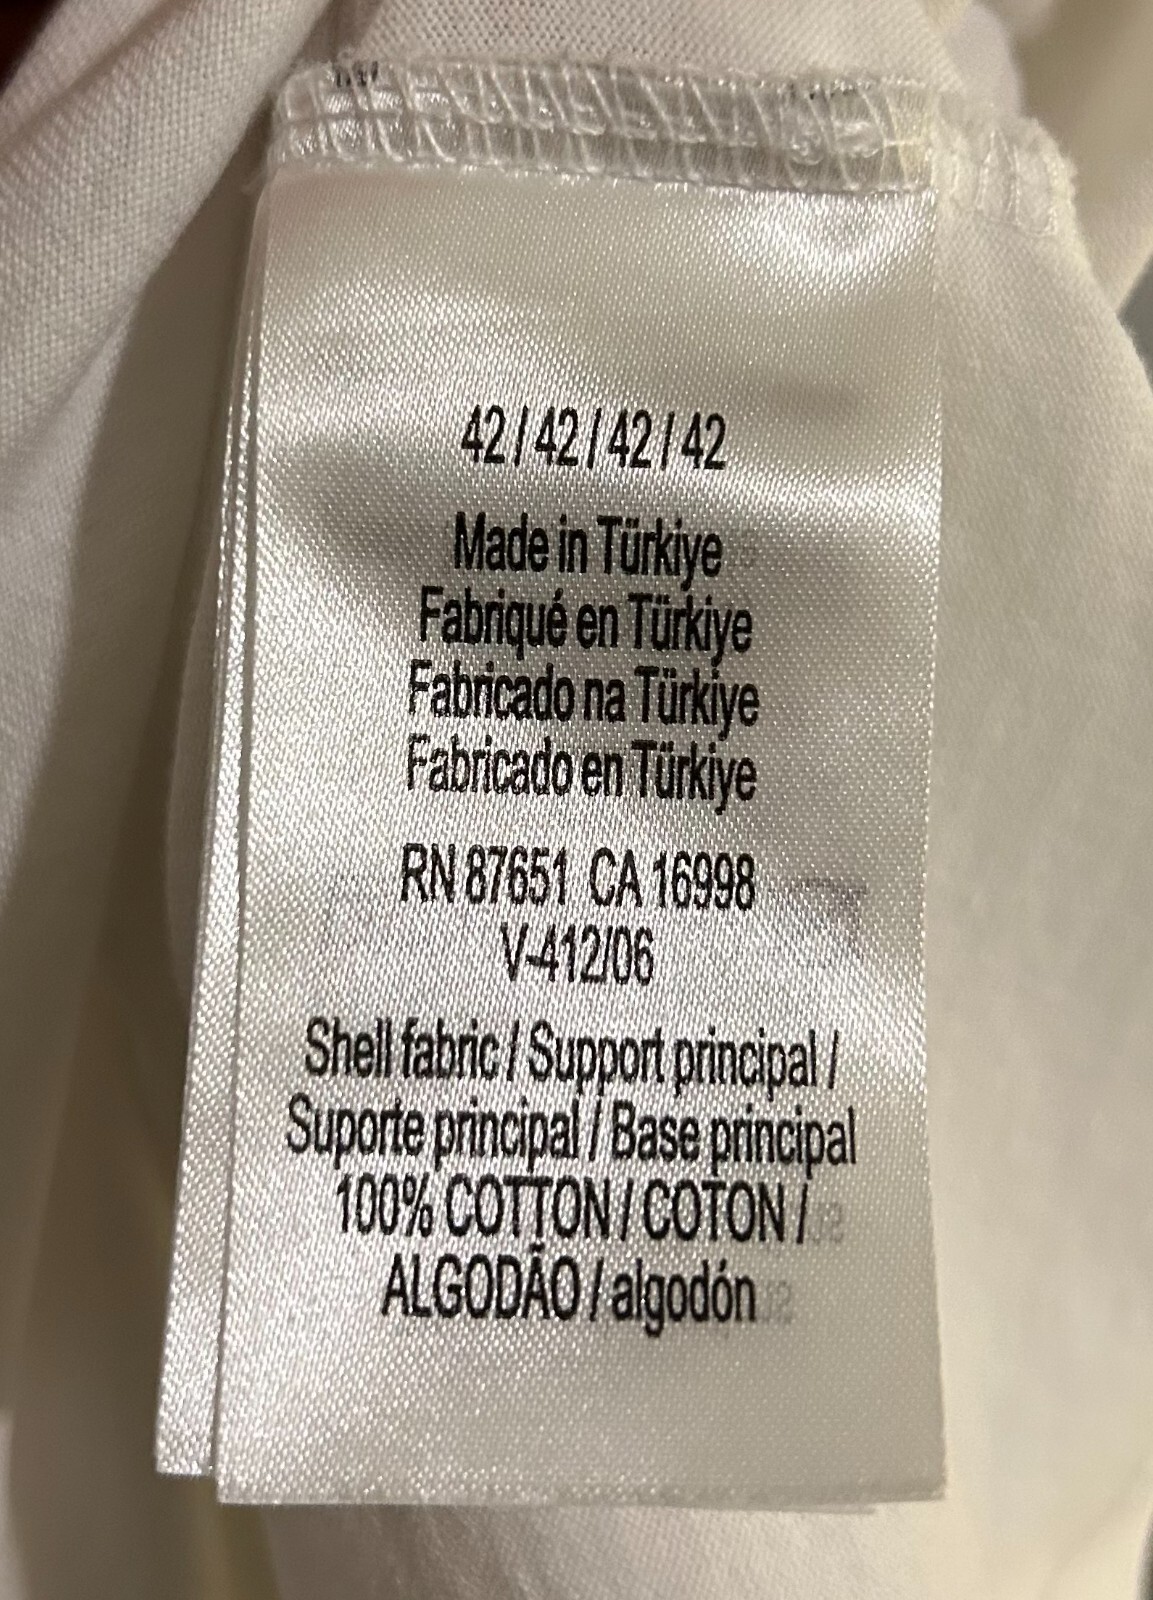 42 / 42 / 42 / 42
Made in Türkiye
Fabriqué en Türkiye
Fabricado na Türkiye
Fabricado en Türkiye
RN 87651 CA 16998
V-412/06
Shell fabric / Support principal /
Suporte principal / Base principal
100% COTTON / COTON /
ALGODÃO / algodón